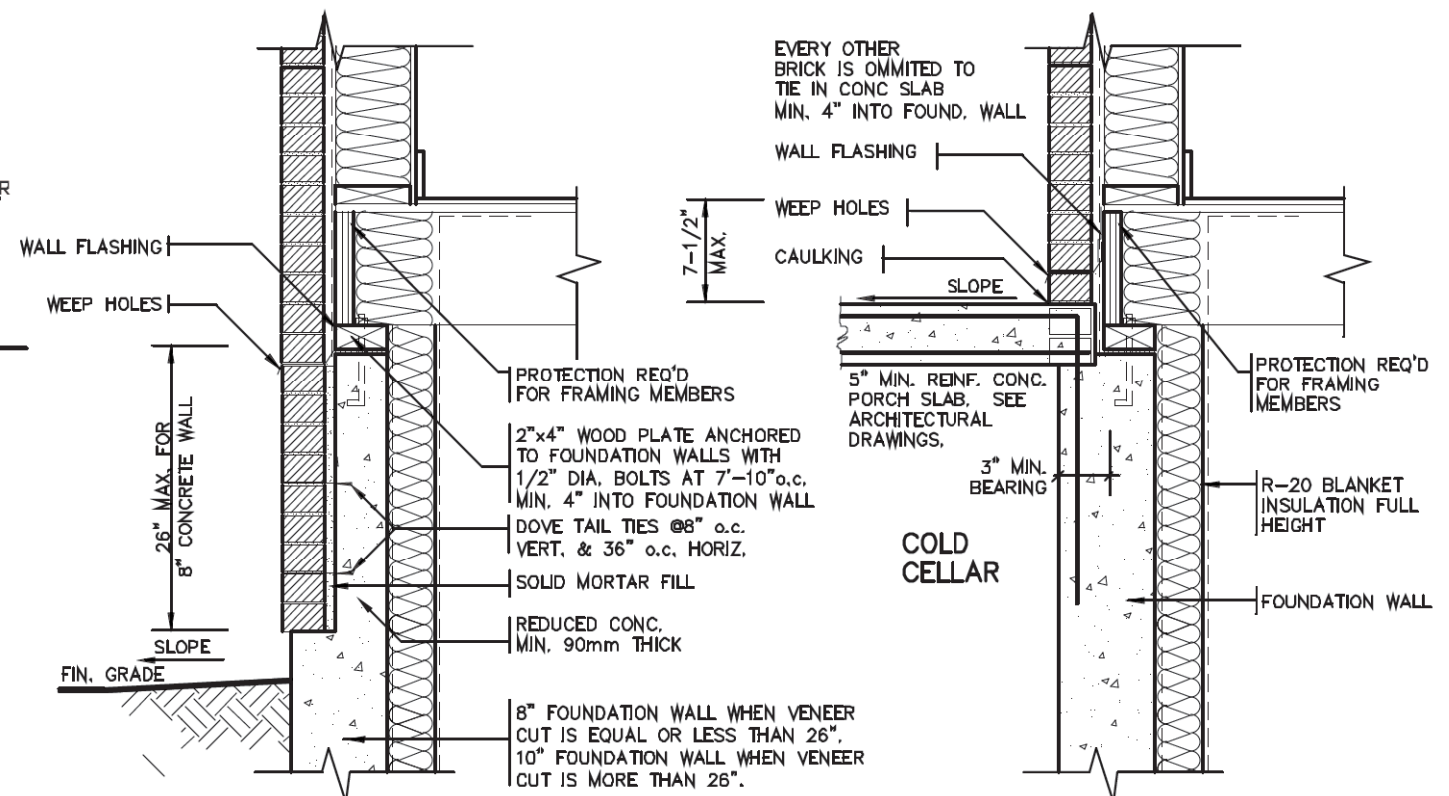 R
WALL FLASHING
WEEP HOLES
26" MAX. FOR
8" CONCRETE WALL
SLOPE
FIN. GRADE
PROTECTION REQ'D
FOR FRAMING MEMBERS
2"x4" WOOD PLATE ANCHORED
TO FOUNDATION WALLS WITH
1/2" DIA. BOLTS AT 7'-10"o.c.
MIN. 4" INTO FOUNDATION WALL
DOVE TAIL TIES @8" o.c.
VERT. & 36" o.c. HORIZ.
SOLID MORTAR FILL
REDUCED CONC.
MIN. 90mm THICK
8" FOUNDATION WALL WHEN VENEER
CUT IS EQUAL OR LESS THAN 26".
10" FOUNDATION WALL WHEN VENEER
CUT IS MORE THAN 26".
EVERY OTHER
BRICK IS OMMITED TO
TIE IN CONC SLAB
MIN. 4" INTO FOUND. WALL
WALL FLASHING
WEEP HOLES
CAULKING
7-1/2"
MAX.
SLOPE
5" MIN. REINF. CONC.
PORCH SLAB. SEE
ARCHITECTURAL
DRAWINGS.
3" MIN.
BEARING
COLD
CELLAR
PROTECTION REQ'D
FOR FRAMING
MEMBERS
R-20 BLANKET
INSULATION FULL
HEIGHT
FOUNDATION WALL